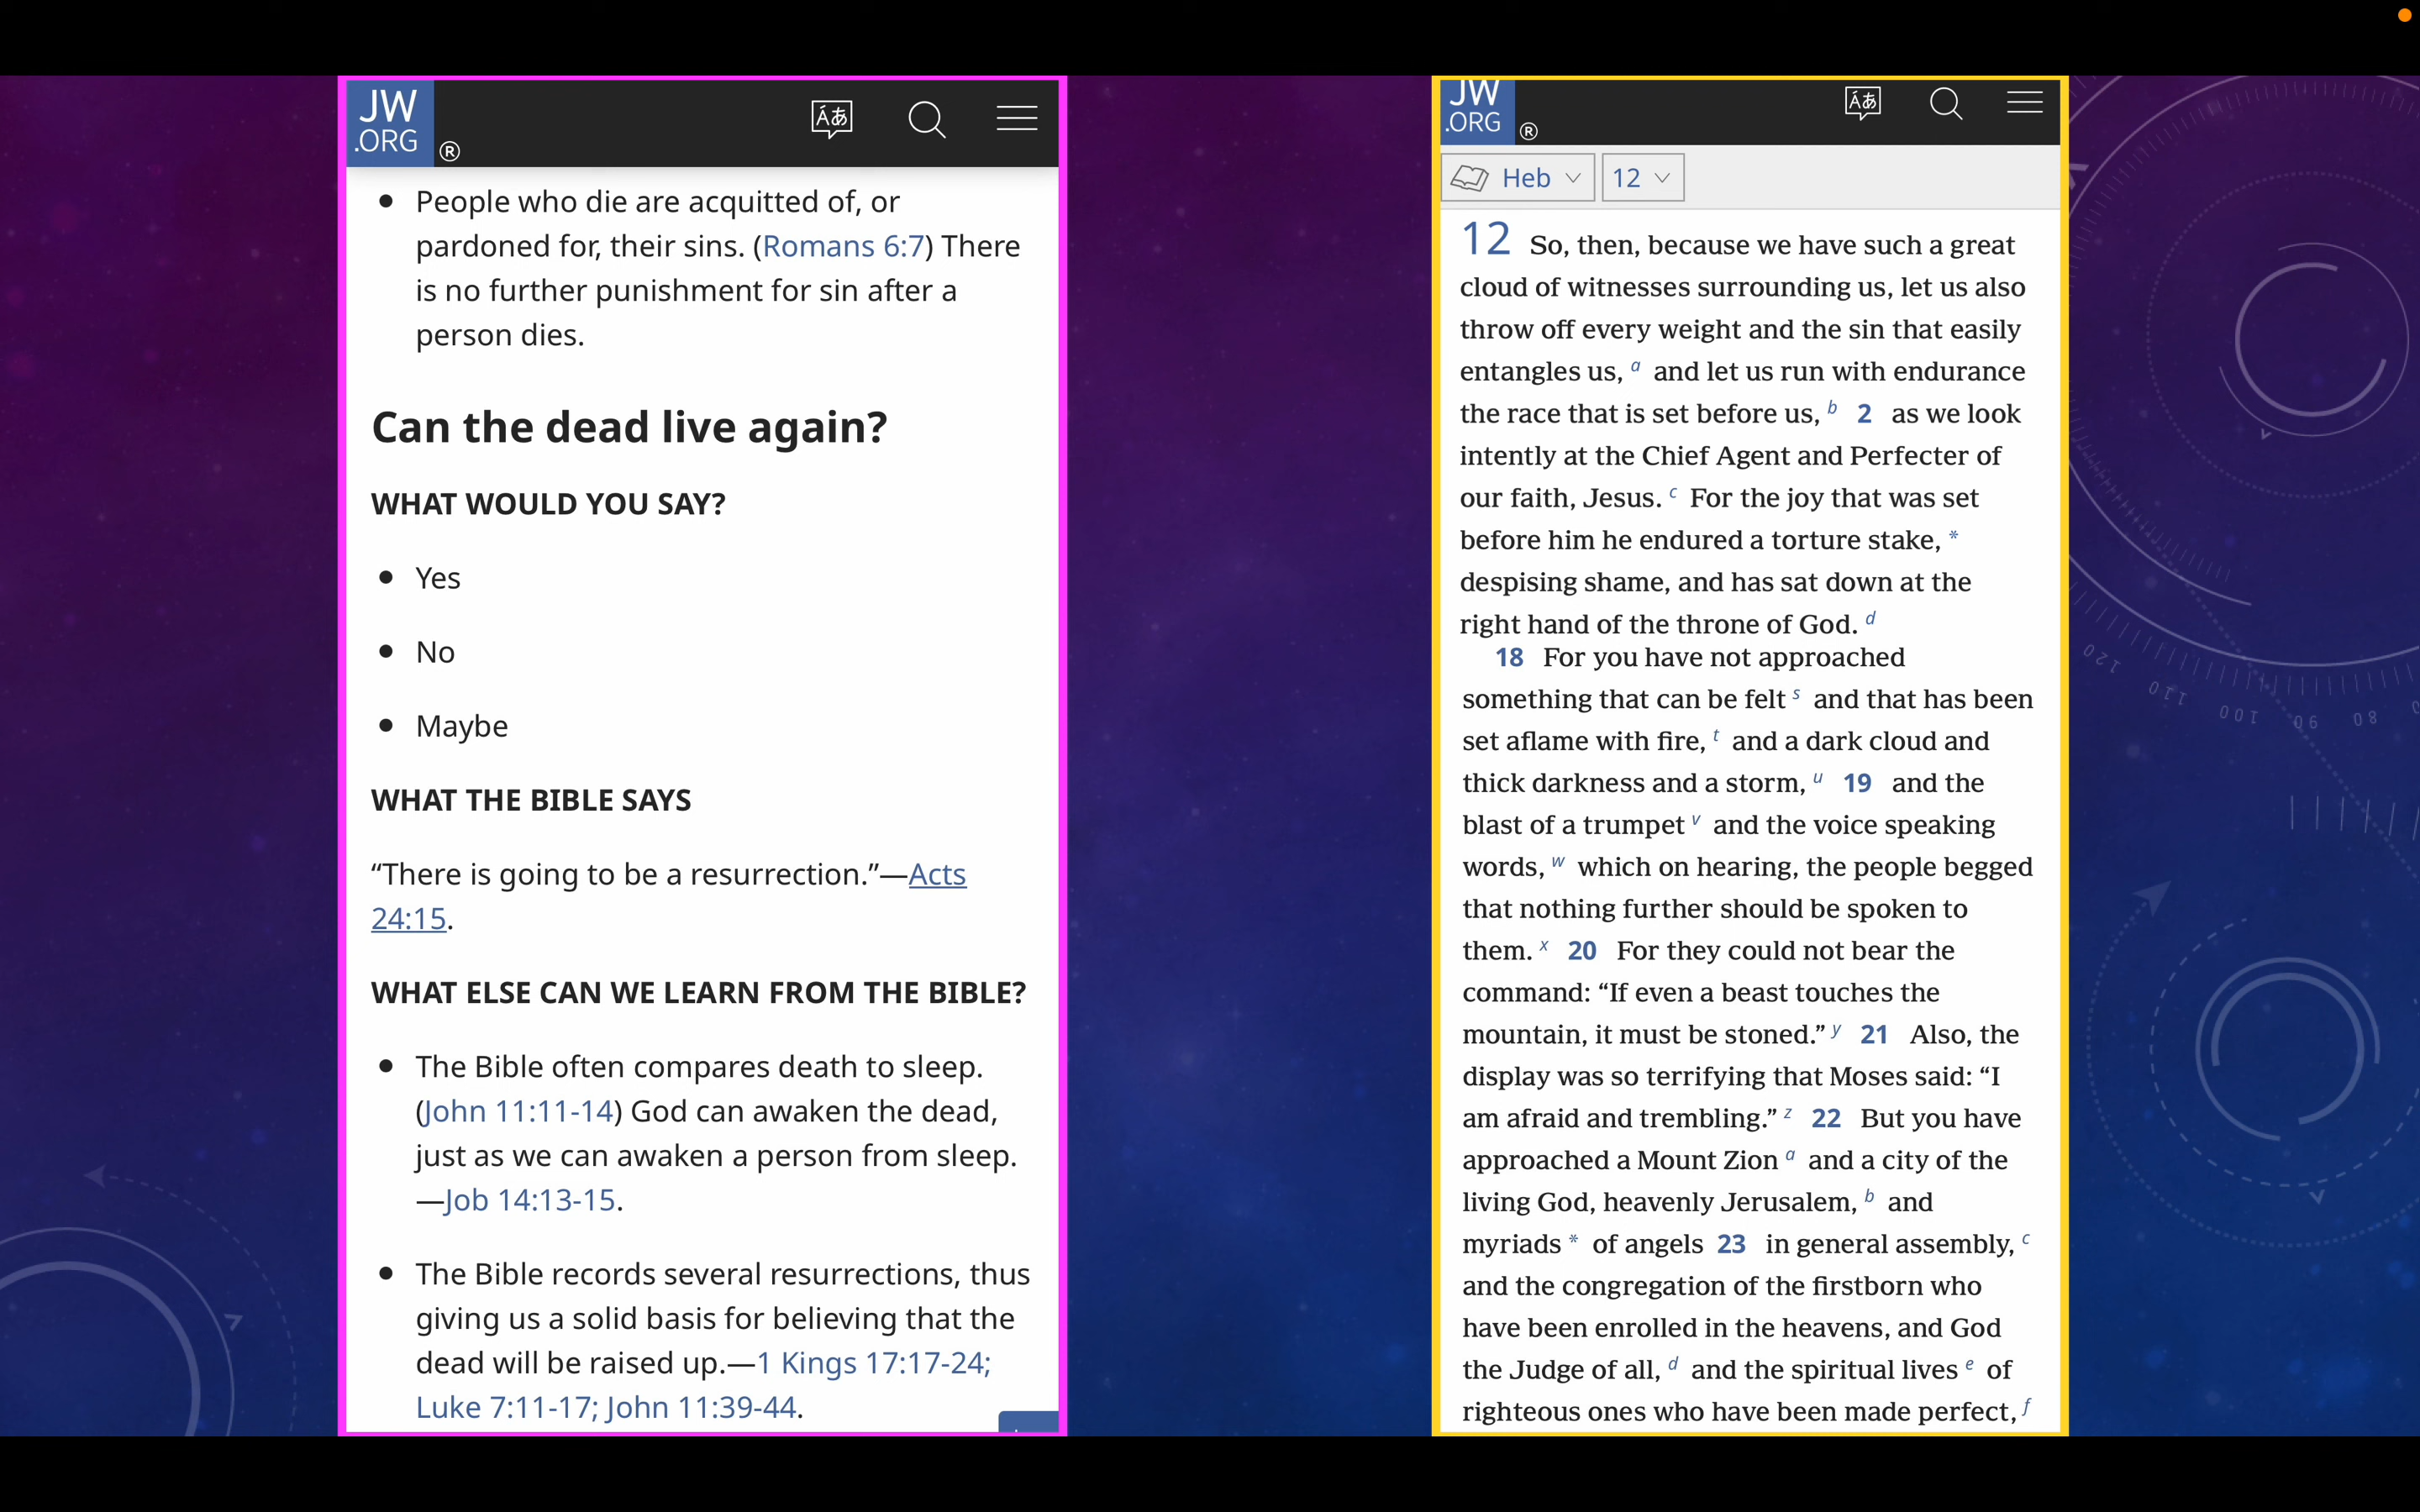 JW
.ORG
®
Áあ
• People who die are acquitted of, or
pardoned for, their sins. (Romans 6:7) There
is no further punishment for sin after a
person dies.
Can the dead live again?
WHAT WOULD YOU SAY?
• Yes
• No
• Maybe
WHAT THE BIBLE SAYS
“There is going to be a resurrection.”—Acts
24:15.
WHAT ELSE CAN WE LEARN FROM THE BIBLE?
• The Bible often compares death to sleep.
(John 11:11-14) God can awaken the dead,
just as we can awaken a person from sleep.
—Job 14:13-15.
• The Bible records several resurrections, thus
giving us a solid basis for believing that the
dead will be raised up.—1 Kings 17:17-24;
Luke 7:11-17; John 11:39-44.
JW
.ORG
®
Áあ
Heb 12
12 So, then, because we have such a great
cloud of witnesses surrounding us, let us also
throw off every weight and the sin that easily
entangles us, a and let us run with endurance
the race that is set before us, b 2 as we look
intently at the Chief Agent and Perfecter of
our faith, Jesus. c For the joy that was set
before him he endured a torture stake, *
despising shame, and has sat down at the
right hand of the throne of God. d
18 For you have not approached
something that can be felt s and that has been
set aflame with fire, t and a dark cloud and
thick darkness and a storm, u 19 and the
blast of a trumpet v and the voice speaking
words, w which on hearing, the people begged
that nothing further should be spoken to
them. x 20 For they could not bear the
command: “If even a beast touches the
mountain, it must be stoned.” y 21 Also, the
display was so terrifying that Moses said: “I
am afraid and trembling.” z 22 But you have
approached a Mount Zion a and a city of the
living God, heavenly Jerusalem, b and
myriads * of angels 23 in general assembly, c
and the congregation of the firstborn who
have been enrolled in the heavens, and God
the Judge of all, d and the spiritual lives e of
righteous ones who have been made perfect, f
120 110 100 90 80